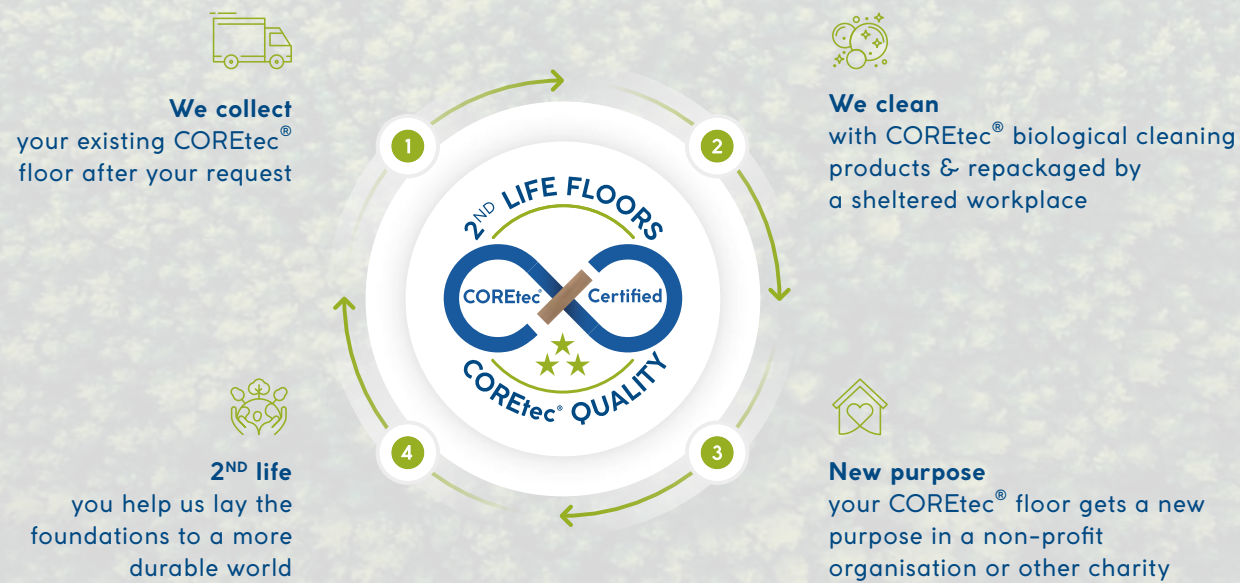 We collect
your existing COREtec®
floor after your request
1
2
We clean
with COREtec® biological cleaning
products & repackaged by
a sheltered workplace
2ND LIFE FLOORS
COREtec® Certified
COREtec® QUALITY
4
3
2ND life
you help us lay the
foundations to a more
durable world
New purpose
your COREtec® floor gets a new
purpose in a non-profit
organisation or other charity